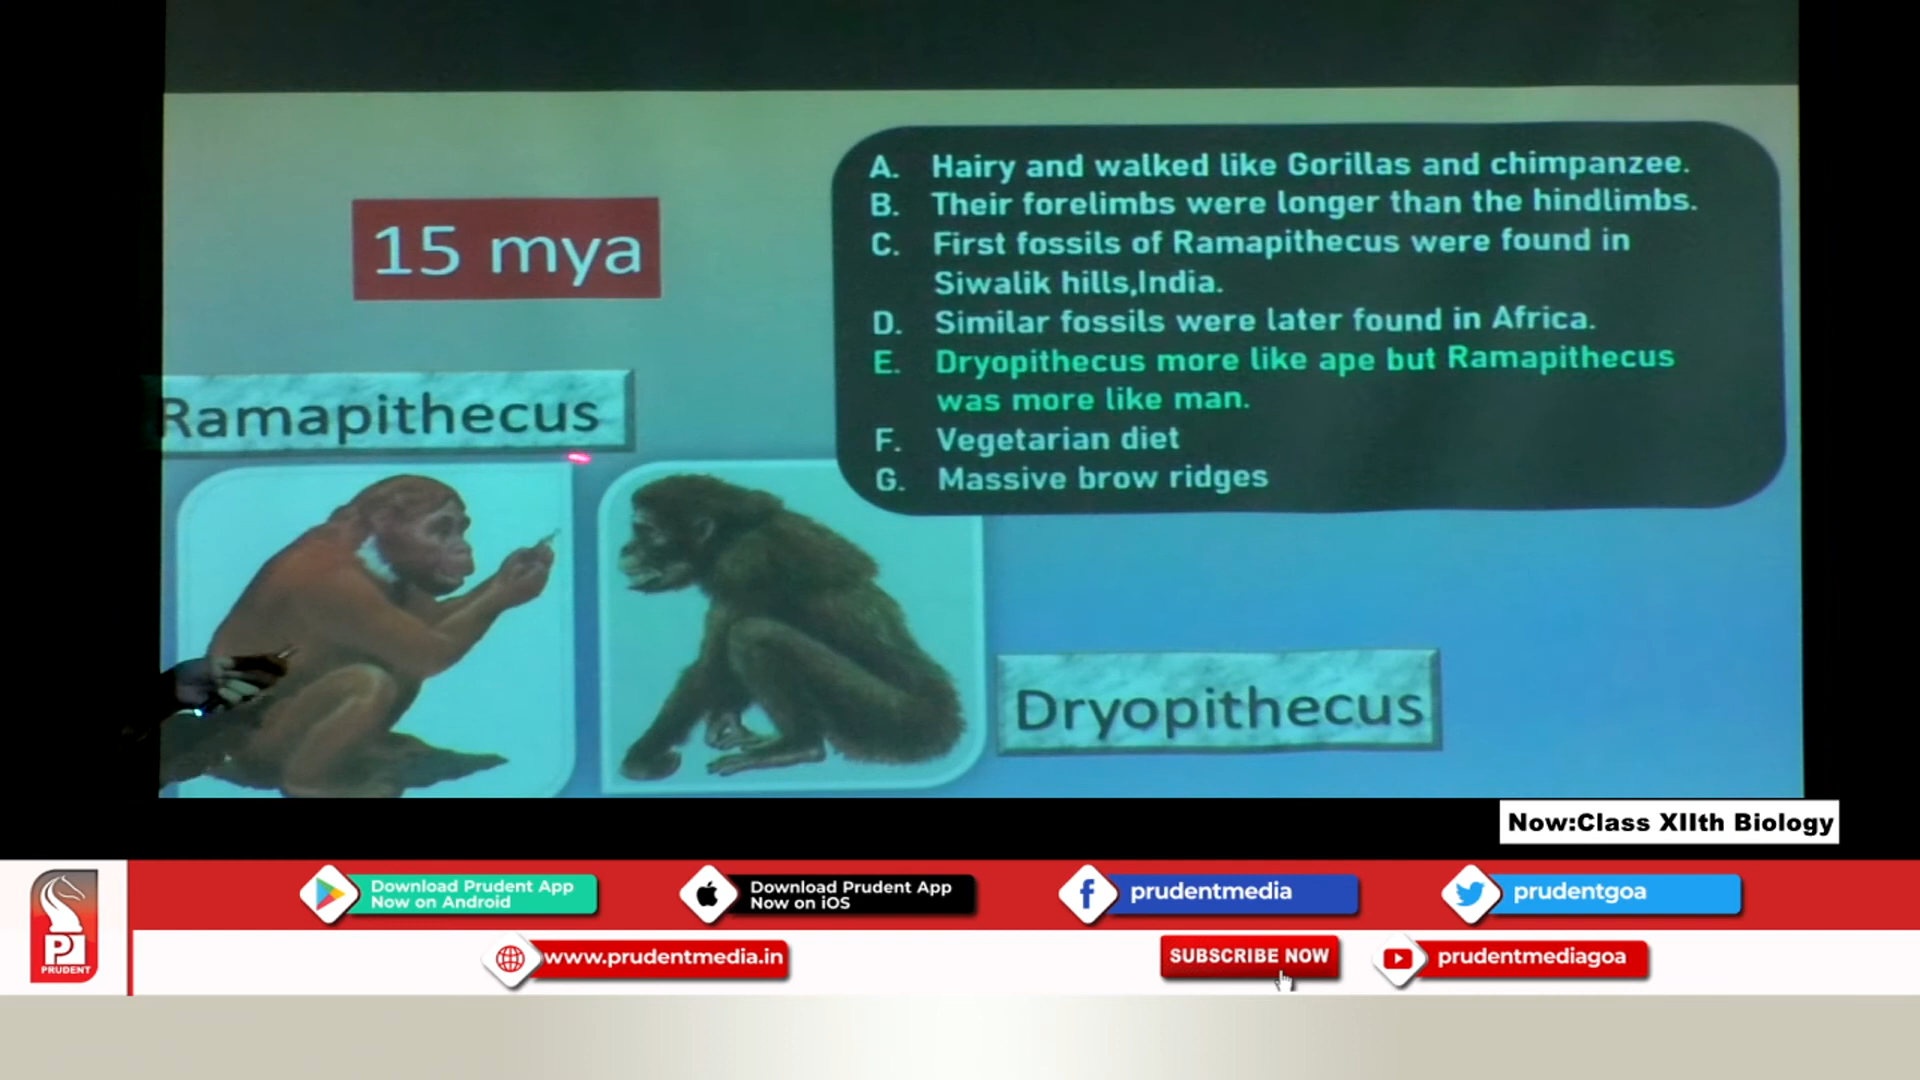 15 mya
A. Hairy and walked like Gorillas and chimpanzee.
B. Their forelimbs were longer than the hindlimbs.
C. First fossils of Ramapithecus were found in
Siwalik hills,India.
D. Similar fossils were later found in Africa.
E. Dryopithecus more like ape but Ramapithecus
was more like man.
F. Vegetarian diet
G. Massive brow ridges
Ramapithecus
Dryopithecus
Now:Class XIIth Biology
Download Prudent App
Now on Android
Download Prudent App
Now on iOS
prudentmedia
prudentgoa
PRUDENT
www.prudentmedia.in
SUBSCRIBE NOW
prudentmediagoa